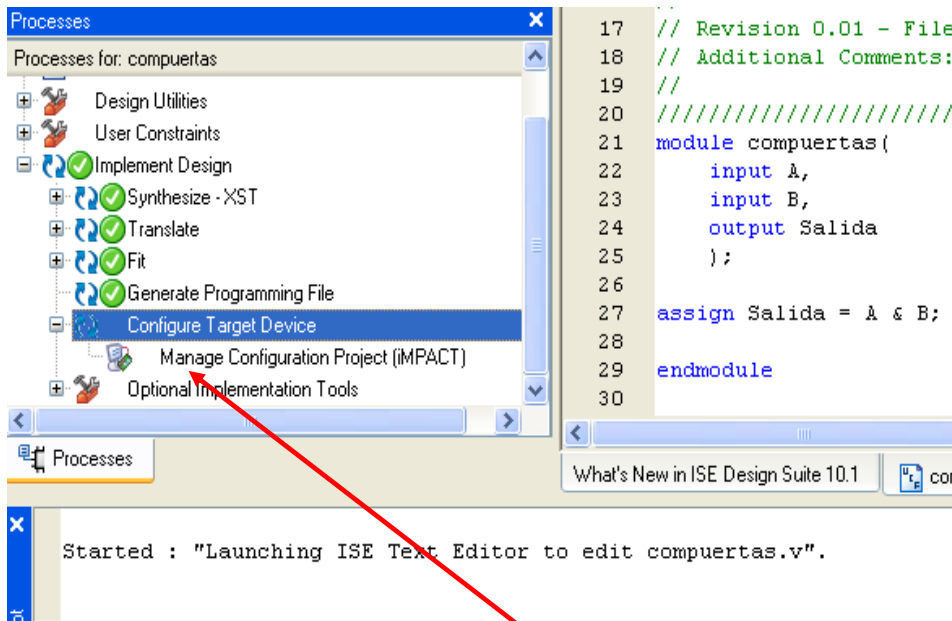 Processes
Processes for: compuertas
Design Utilities
User Constraints
Implement Design
Synthesize - XST
Translate
Fit
Generate Programming File
Configure Target Device
Manage Configuration Project (iMPACT)
Optional Implementation Tools
Processes
17 // Revision 0.01 - File
18 // Additional Comments:
19 //
20 ///////////////////////
21 module compuertas(
22 input A,
23 input B,
24 output Salida
25 );
26
27 assign Salida = A & B;
28
29 endmodule
30
What's New in ISE Design Suite 10.1
Started : "Launching ISE Text Editor to edit compuertas.v".